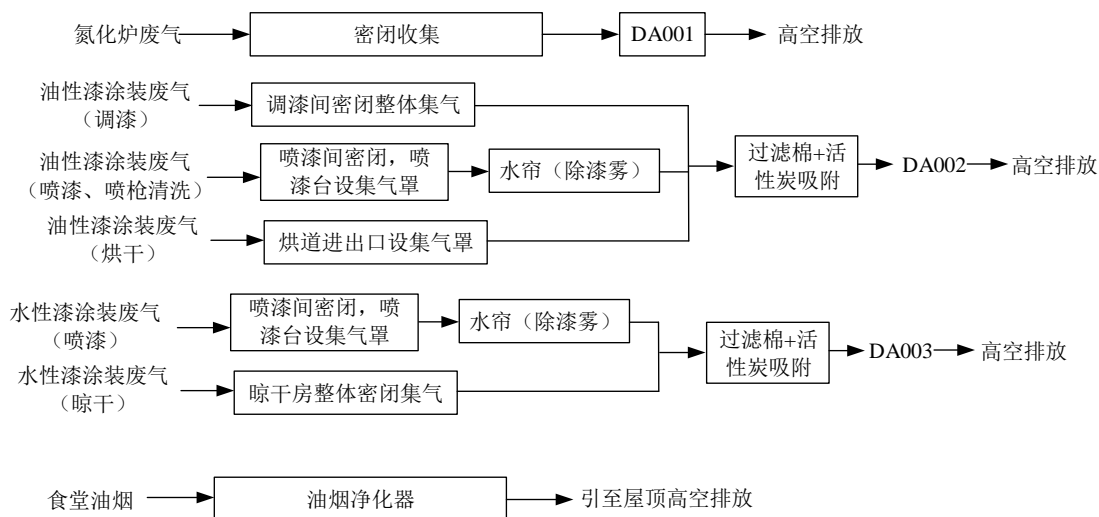 氮化炉废气
密闭收集
DA001
高空排放
油性漆涂装废气
（调漆）
调漆间密闭整体集气
油性漆涂装废气
（喷漆、喷枪清洗）
喷漆间密闭，喷
漆台设集气罩
水帘（除漆雾）
油性漆涂装废气
（烘干）
烘道进出口设集气罩
过滤棉+活
性炭吸附
DA002
高空排放
水性漆涂装废气
（喷漆）
喷漆间密闭，喷
漆台设集气罩
水帘（除漆雾）
水性漆涂装废气
（晾干）
晾干房整体密闭集气
过滤棉+活
性炭吸附
DA003
高空排放
食堂油烟
油烟净化器
引至屋顶高空排放